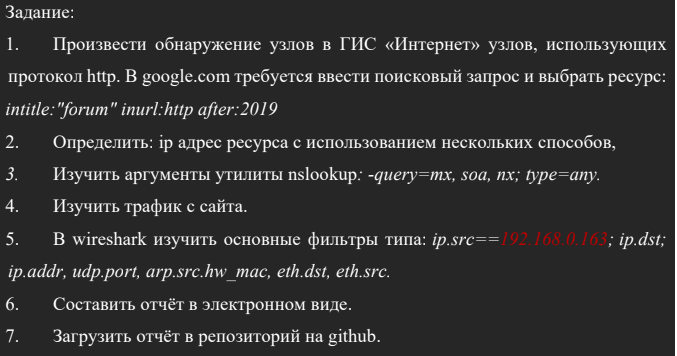 Задание:
1. Произвести обнаружение узлов в ГИС «Интернет» узлов, использующих
протокол http. В google.com требуется ввести поисковый запрос и выбрать ресурс:
intitle:"forum" inurl:http after:2019
2. Определить: ip адрес ресурса с использованием нескольких способов,
3. Изучить аргументы утилиты nslookup: -query=mx, soa, nx; type=any.
4. Изучить трафик с сайта.
5. В wireshark изучить основные фильтры типа: ip.src==192.168.0.163; ip.dst;
ip.addr, udp.port, arp.src.hw_mac, eth.dst, eth.src.
6. Составить отчёт в электронном виде.
7. Загрузить отчёт в репозиторий на github.